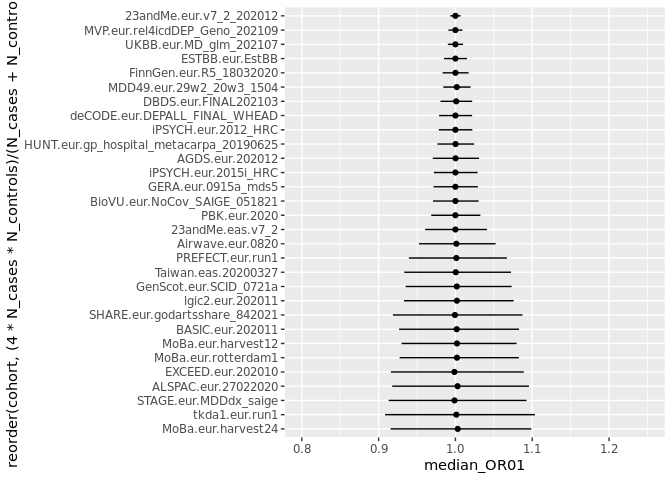 reorder(cohort, (4 * N_cases * N_controls)/(N_cases + N_contro
23andMe.eur.v7_2_202012
MVP.eur.rel4icdDEP_Geno_202109
UKBB.eur.MD_glm_202107
ESTBB.eur.EstBB
FinnGen.eur.R5_18032020
MDD49.eur.29w2_20w3_1504
DBDS.eur.FINAL202103
deCODE.eur.DEPALL_FINAL_WHEAD
iPSYCH.eur.2012_HRC
HUNT.eur.gp_hospital_metacarpa_20190625
AGDS.eur.202012
iPSYCH.eur.2015i_HRC
GERA.eur.0915a_mds5
BioVU.eur.NoCov_SAIGE_051821
PBK.eur.2020
23andMe.eas.v7_2
Airwave.eur.0820
PREFECT.eur.run1
Taiwan.eas.20200327
GenScot.eur.SCID_0721a
lgic2.eur.202011
SHARE.eur.godartsshare_842021
BASIC.eur.202011
MoBa.eur.harvest12
MoBa.eur.rotterdam1
EXCEED.eur.202010
ALSPAC.eur.27022020
STAGE.eur.MDDdx_saige
tkda1.eur.run1
MoBa.eur.harvest24
0.8 0.9 1.0 1.1 1.2
median_OR01